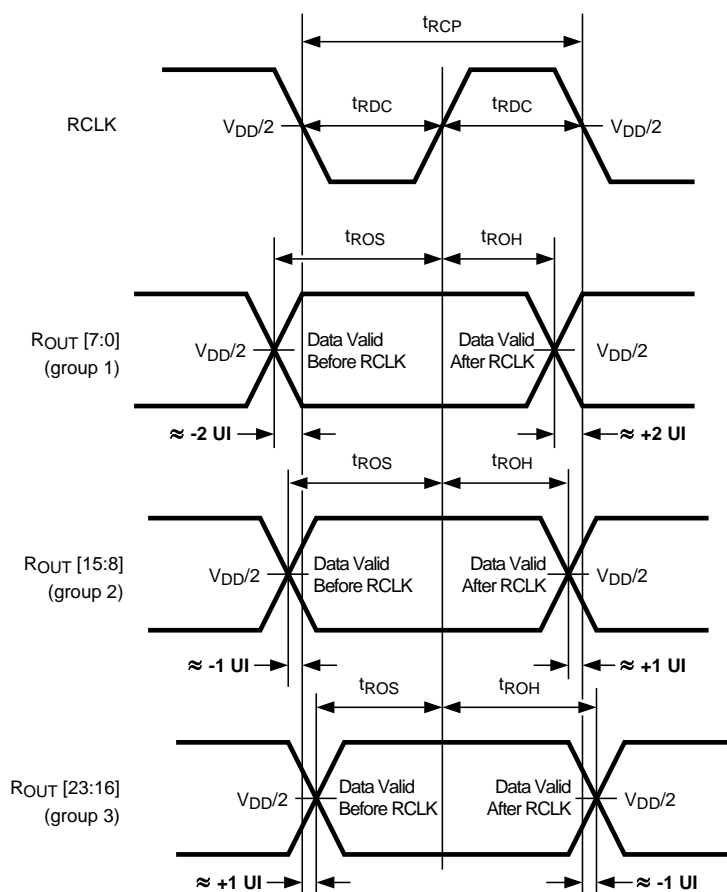 tRCP
tRDC
tRDC
RCLK
VDD/2
VDD/2
tROS
tROH
ROUT [7:0]
(group 1)
VDD/2
Data Valid
Before RCLK
Data Valid
After RCLK
VDD/2
≈ -2 UI
≈ +2 UI
tROS
tROH
ROUT [15:8]
(group 2)
VDD/2
Data Valid
Before RCLK
Data Valid
After RCLK
VDD/2
≈ -1 UI
≈ +1 UI
tROS
tROH
ROUT [23:16]
(group 3)
VDD/2
Data Valid
Before RCLK
Data Valid
After RCLK
VDD/2
≈ +1 UI
≈ -1 UI